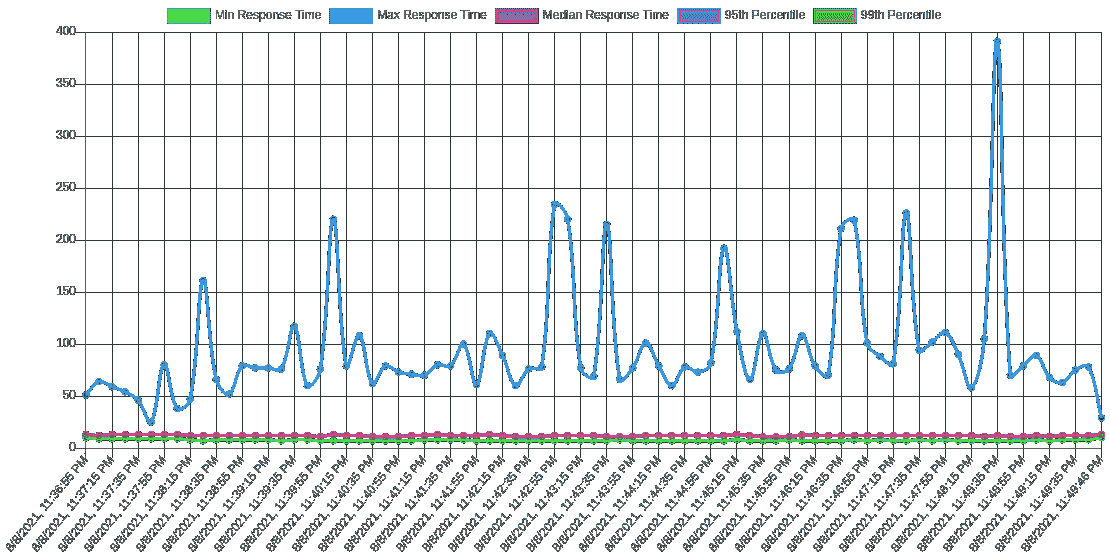 Min Response Time Max Response Time Median Response Time 95th Percentile 99th Percentile
400
350
300
250
200
150
100
50
0
8/8/2021, 11:36:55 PM
8/8/2021, 11:37:15 PM
8/8/2021, 11:37:35 PM
8/8/2021, 11:37:55 PM
8/8/2021, 11:38:15 PM
8/8/2021, 11:38:35 PM
8/8/2021, 11:38:55 PM
8/8/2021, 11:39:15 PM
8/8/2021, 11:39:35 PM
8/8/2021, 11:39:55 PM
8/8/2021, 11:40:15 PM
8/8/2021, 11:40:35 PM
8/8/2021, 11:40:55 PM
8/8/2021, 11:41:15 PM
8/8/2021, 11:41:35 PM
8/8/2021, 11:41:55 PM
8/8/2021, 11:42:15 PM
8/8/2021, 11:42:35 PM
8/8/2021, 11:42:55 PM
8/8/2021, 11:43:15 PM
8/8/2021, 11:43:35 PM
8/8/2021, 11:43:55 PM
8/8/2021, 11:44:15 PM
8/8/2021, 11:44:35 PM
8/8/2021, 11:44:55 PM
8/8/2021, 11:45:15 PM
8/8/2021, 11:45:35 PM
8/8/2021, 11:45:55 PM
8/8/2021, 11:46:15 PM
8/8/2021, 11:46:35 PM
8/8/2021, 11:46:55 PM
8/8/2021, 11:47:15 PM
8/8/2021, 11:47:35 PM
8/8/2021, 11:47:55 PM
8/8/2021, 11:48:15 PM
8/8/2021, 11:48:35 PM
8/8/2021, 11:48:55 PM
8/8/2021, 11:49:15 PM
8/8/2021, 11:49:35 PM
8/8/2021, 11:49:46 PM